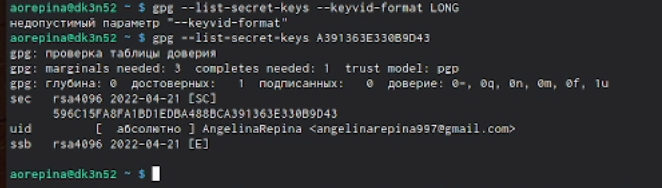 aorepina@dk3n52 ~ $ gpg --list-secret-keys --keyvid-format LONG
недопустимый параметр "--keyvid-format"
aorepina@dk3n52 ~ $ gpg --list-secret-keys A391363E330B9D43
gpg: проверка таблицы доверия
gpg: marginals needed: 3  completes needed: 1  trust model: pgp
gpg: глубина: 0  достоверных:   1  подписанных:   0  доверие: 0-, 0q, 0n, 0m, 0f, 1u
sec   rsa4096 2022-04-21 [SC]
      596C15FA8FA1BD1EDBA488BCA391363E330B9D43
uid         [  абсолютно ] AngelinaRepina <angelinarepina997@gmail.com>
ssb   rsa4096 2022-04-21 [E]
aorepina@dk3n52 ~ $